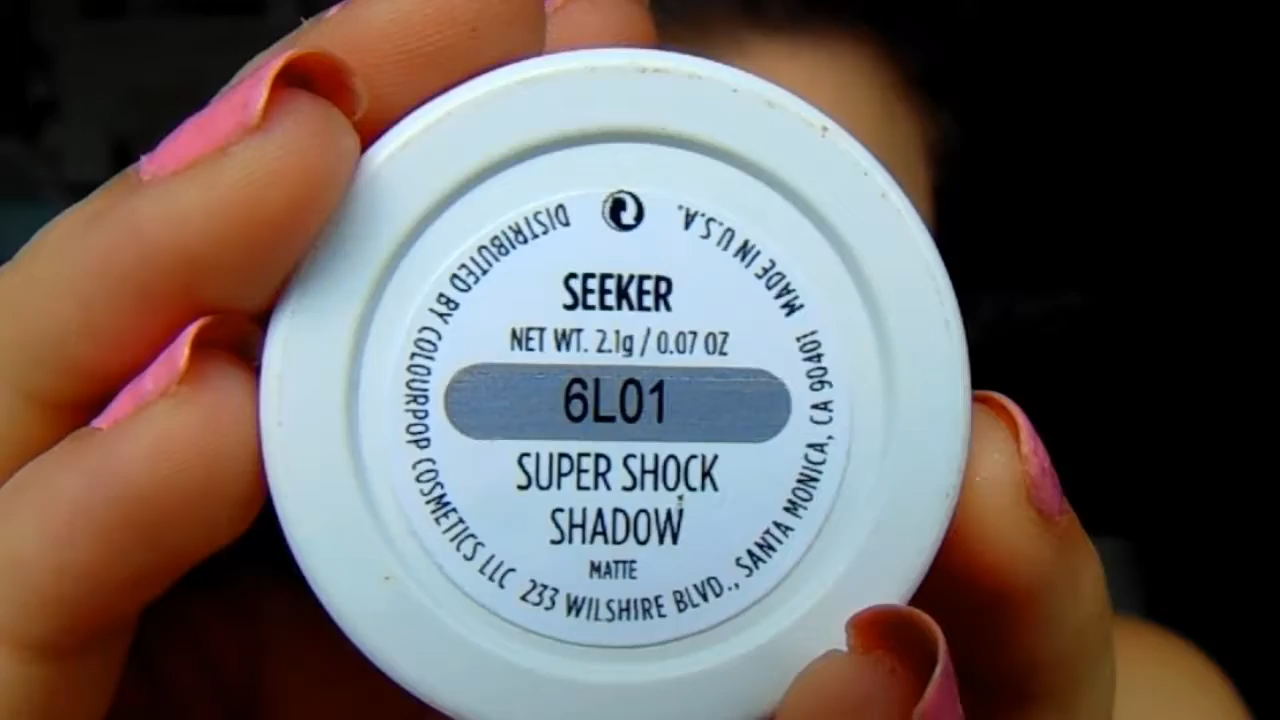 SEEKER
NET WT. 2.1g / 0.07 OZ
6L01
SUPER SHOCK
SHADOW
MATTE
DISTRIBUTED BY COLOURPOP COSMETICS LLC 233 WILSHIRE BLVD., SANTA MONICA, CA 90401 MADE IN U.S.A.